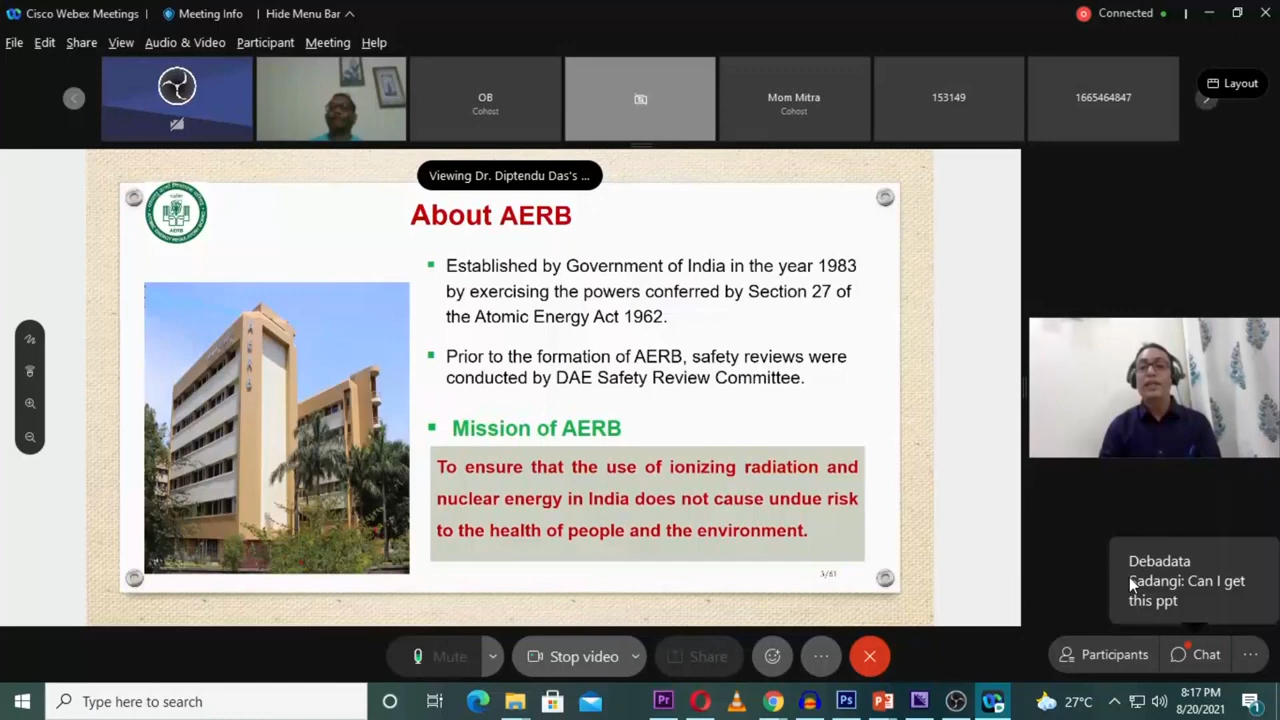 Cisco Webex Meetings
Meeting Info
Hide Menu Bar
Connected
File Edit Share View Audio & Video Participant Meeting Help
OB
Cohost
Mom Mitra
Cohost
153149
1665464847
Layout
Viewing Dr. Diptendu Das's ...
AERB
About AERB
Established by Government of India in the year 1983
by exercising the powers conferred by Section 27 of
the Atomic Energy Act 1962.
Prior to the formation of AERB, safety reviews were
conducted by DAE Safety Review Committee.
Mission of AERB
To ensure that the use of ionizing radiation and
nuclear energy in India does not cause undue risk
to the health of people and the environment.
3/61
Debadata
Sadangi: Can I get
this ppt
Mute
Stop video
Share
Participants
Chat
Type here to search
27°C
8:17 PM
8/20/2021
1